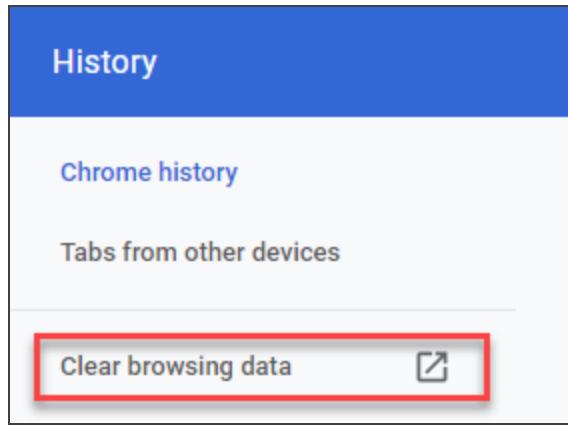 History
Chrome history
Tabs from other devices
Clear browsing data